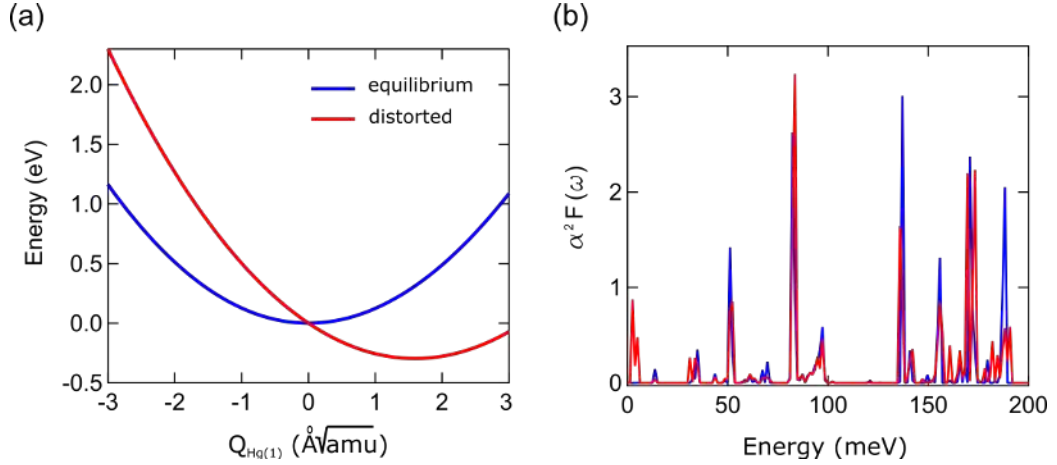 (a)
2.0
1.5
1.0
0.5
0.0
-0.5
Energy (eV)
equilibrium
distorted
-3 -2 -1 0 1 2 3
Q_Hg(1) (Å√amu)
(b)
3
2
1
0
α² F (ω)
0 50 100 150 200
Energy (meV)